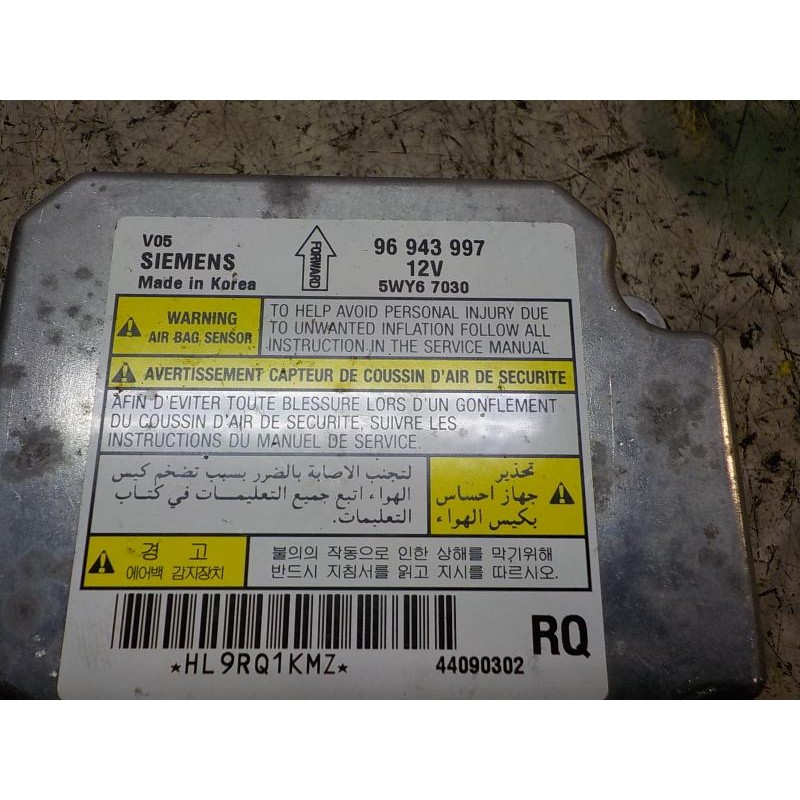 V05
SIEMENS
Made in Korea
FORWARD
96 943 997
12V
5WY6 7030
WARNING
AIR BAG SENSOR
TO HELP AVOID PERSONAL INJURY DUE
TO UNWANTED INFLATION FOLLOW ALL
INSTRUCTION IN THE SERVICE MANUAL
AVERTISSEMENT CAPTEUR DE COUSSIN D'AIR DE SECURITE
AFIN D'EVITER TOUTE BLESSURE LORS D'UN GONFLEMENT
DU COUSSIN D'AIR DE SECURITE, SUIVRE LES
INSTRUCTIONS DU MANUEL DE SERVICE.
تحذير
جهاز احساس
بكيس الهواء
لتجنب الاصابة بالضرر بسبب تضخم كيس
الهواء اتبع جميع التعليمات في كتاب
التعليمات.
경 고
에어백 감지장치
불의의 작동으로 인한 상해를 막기위해
반드시 지침서를 읽고 지시를 따르시오.
*HL9RQ1KMZ*
44090302
RQ